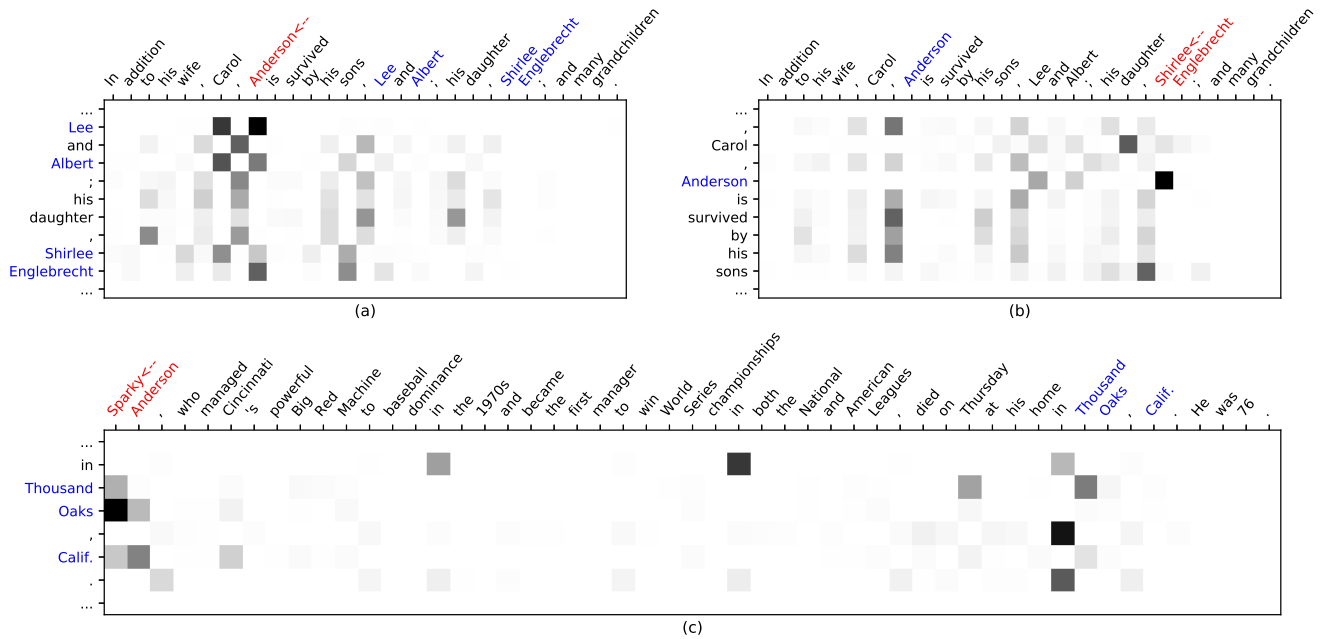 In addition to his wife , Carol , Anderson<-- is survived by his sons , Lee and Albert ; his daughter , Shirlee Englebrecht ; and many grandchildren .
...
Lee
and
Albert
;
his
daughter
,
Shirlee
Englebrecht
...
(a)
In addition to his wife , Carol , Anderson is survived by his sons , Lee and Albert ; his daughter , Shirlee<-- Englebrecht ; and many grandchildren .
...
,
Carol
,
Anderson
is
survived
by
his
sons
...
(b)
Sparky<-- Anderson , who managed Cincinnati 's powerful Big Red Machine to baseball dominance in the 1970s and became the first manager to win World Series championships in both the National and American Leagues , died on Thursday at his home in Thousand Oaks , Calif. . He was 76 .
...
in
Thousand
Oaks
,
Calif.
.
...
(c)